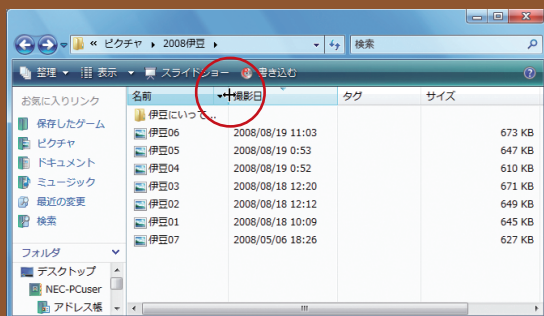 « ピクチャ ▸ 2008伊豆 ▸ 検索
整理 ▼ 表示 ▼ スライドショー 書き込む
お気に入りリンク
保存したゲーム
ピクチャ
ドキュメント
ミュージック
最近の変更
検索
フォルダ
デスクトップ
NEC-PCuser
アドレス帳
名前 撮影日 タグ サイズ
伊豆にいって...
伊豆06 2008/08/19 11:03 673 KB
伊豆05 2008/08/19 0:53 647 KB
伊豆04 2008/08/19 0:52 610 KB
伊豆03 2008/08/18 12:20 671 KB
伊豆02 2008/08/18 12:12 649 KB
伊豆01 2008/08/18 10:09 645 KB
伊豆07 2008/05/06 18:26 627 KB